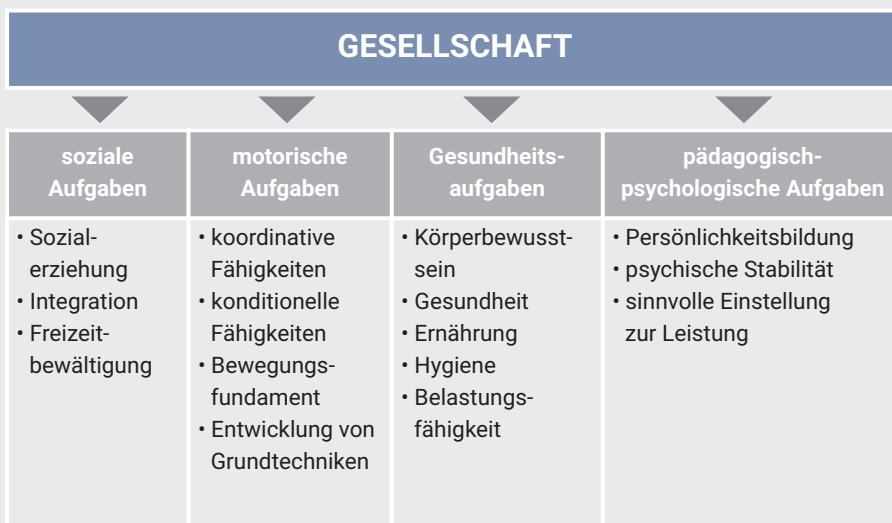 GESELLSCHAFT
soziale
Aufgaben
• Sozial-
erziehung
• Integration
• Freizeit-
bewältigung
motorische
Aufgaben
• koordinative
Fähigkeiten
• konditionelle
Fähigkeiten
• Bewegungs-
fundament
• Entwicklung von
Grundtechniken
Gesundheits-
aufgaben
• Körperbewusst-
sein
• Gesundheit
• Ernährung
• Hygiene
• Belastungs-
fähigkeit
pädagogisch-
psychologische Aufgaben
• Persönlichkeitsbildung
• psychische Stabilität
• sinnvolle Einstellung
zur Leistung